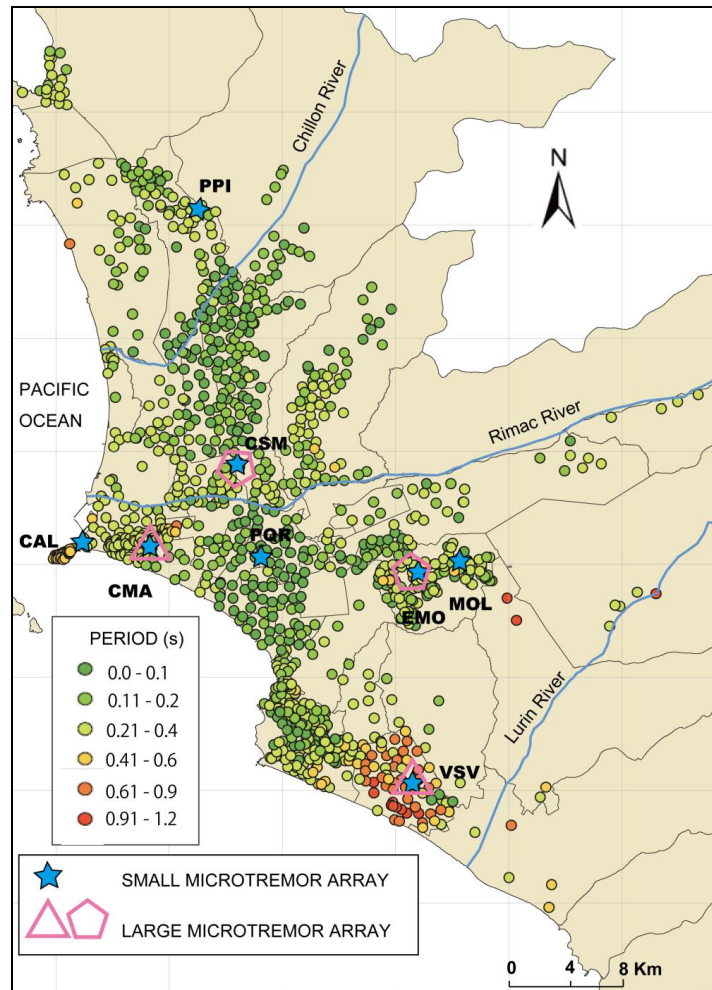 Chillon River
N
PPI
PACIFIC
OCEAN
CSM
Rimac River
CAL
PQR
CMA
EMO
MOL
Lurin River
VSV
PERIOD (s)
0.0 - 0.1
0.11 - 0.2
0.21 - 0.4
0.41 - 0.6
0.61 - 0.9
0.91 - 1.2
SMALL MICROTREMOR ARRAY
LARGE MICROTREMOR ARRAY
0 4 8 Km